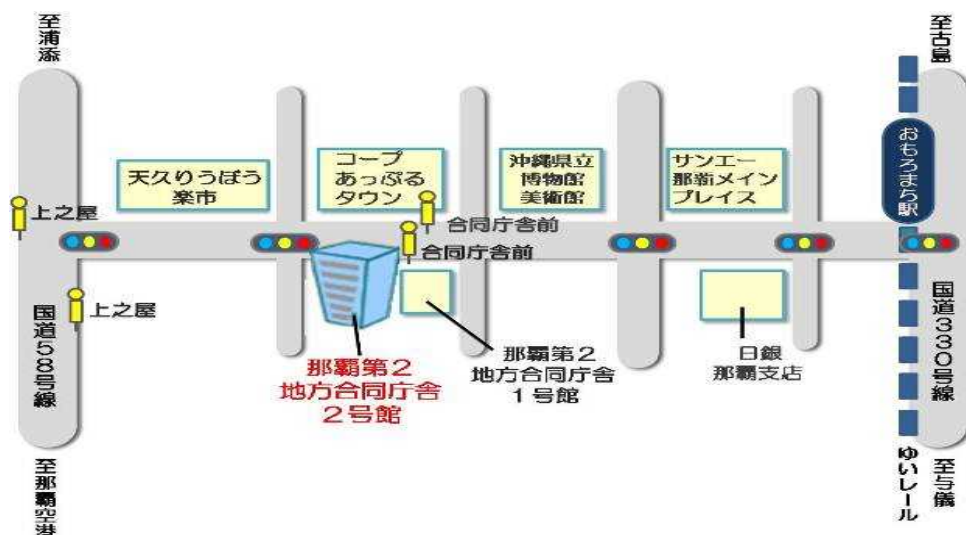 至浦添
至古島
おもろまち駅
天久りうぼう
楽市
コープ
あっぷる
タウン
沖縄県立
博物館
美術館
サンエー
那覇メイン
プレイス
上之屋
合同庁舎前
合同庁舎前
上之屋
国道58号線
那覇第2
地方合同庁舎
2号館
那覇第2
地方合同庁舎
1号館
日銀
那覇支店
国道330号線
至那覇空港
ゆいレール
至与儀